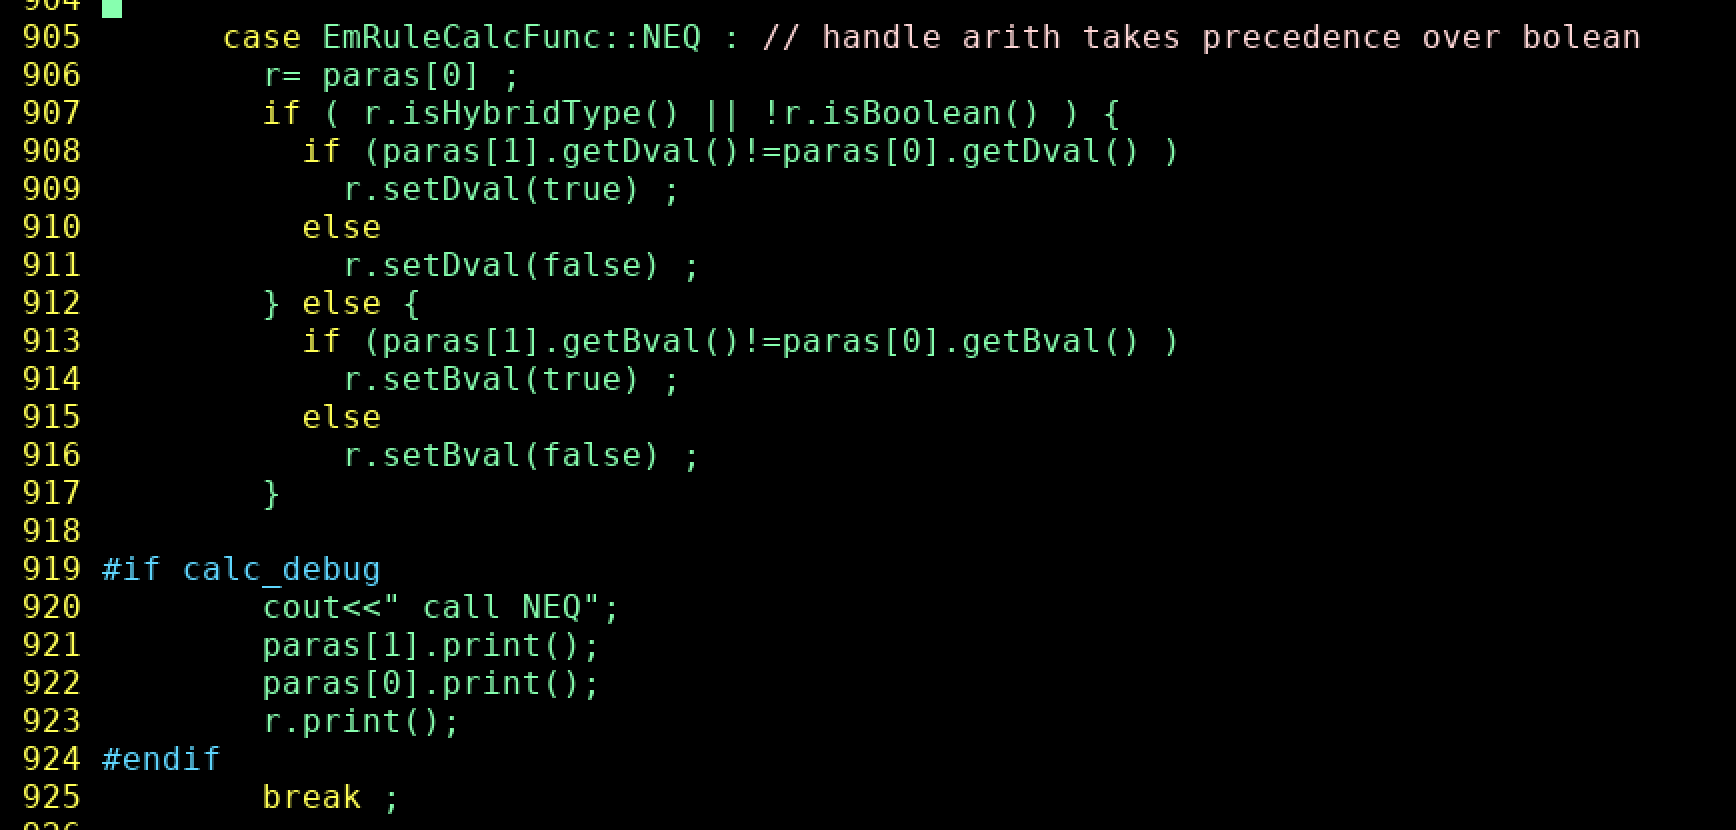 904
905       case EmRuleCalcFunc::NEQ : // handle arith takes precedence over bolean
906         r= paras[0] ;
907         if ( r.isHybridType() || !r.isBoolean() ) {
908           if (paras[1].getDval()!=paras[0].getDval() )
909             r.setDval(true) ;
910           else
911             r.setDval(false) ;
912         } else {
913           if (paras[1].getBval()!=paras[0].getBval() )
914             r.setBval(true) ;
915           else
916             r.setBval(false) ;
917         }
918
919 #if calc_debug
920         cout<<" call NEQ";
921         paras[1].print();
922         paras[0].print();
923         r.print();
924 #endif
925         break ;
926